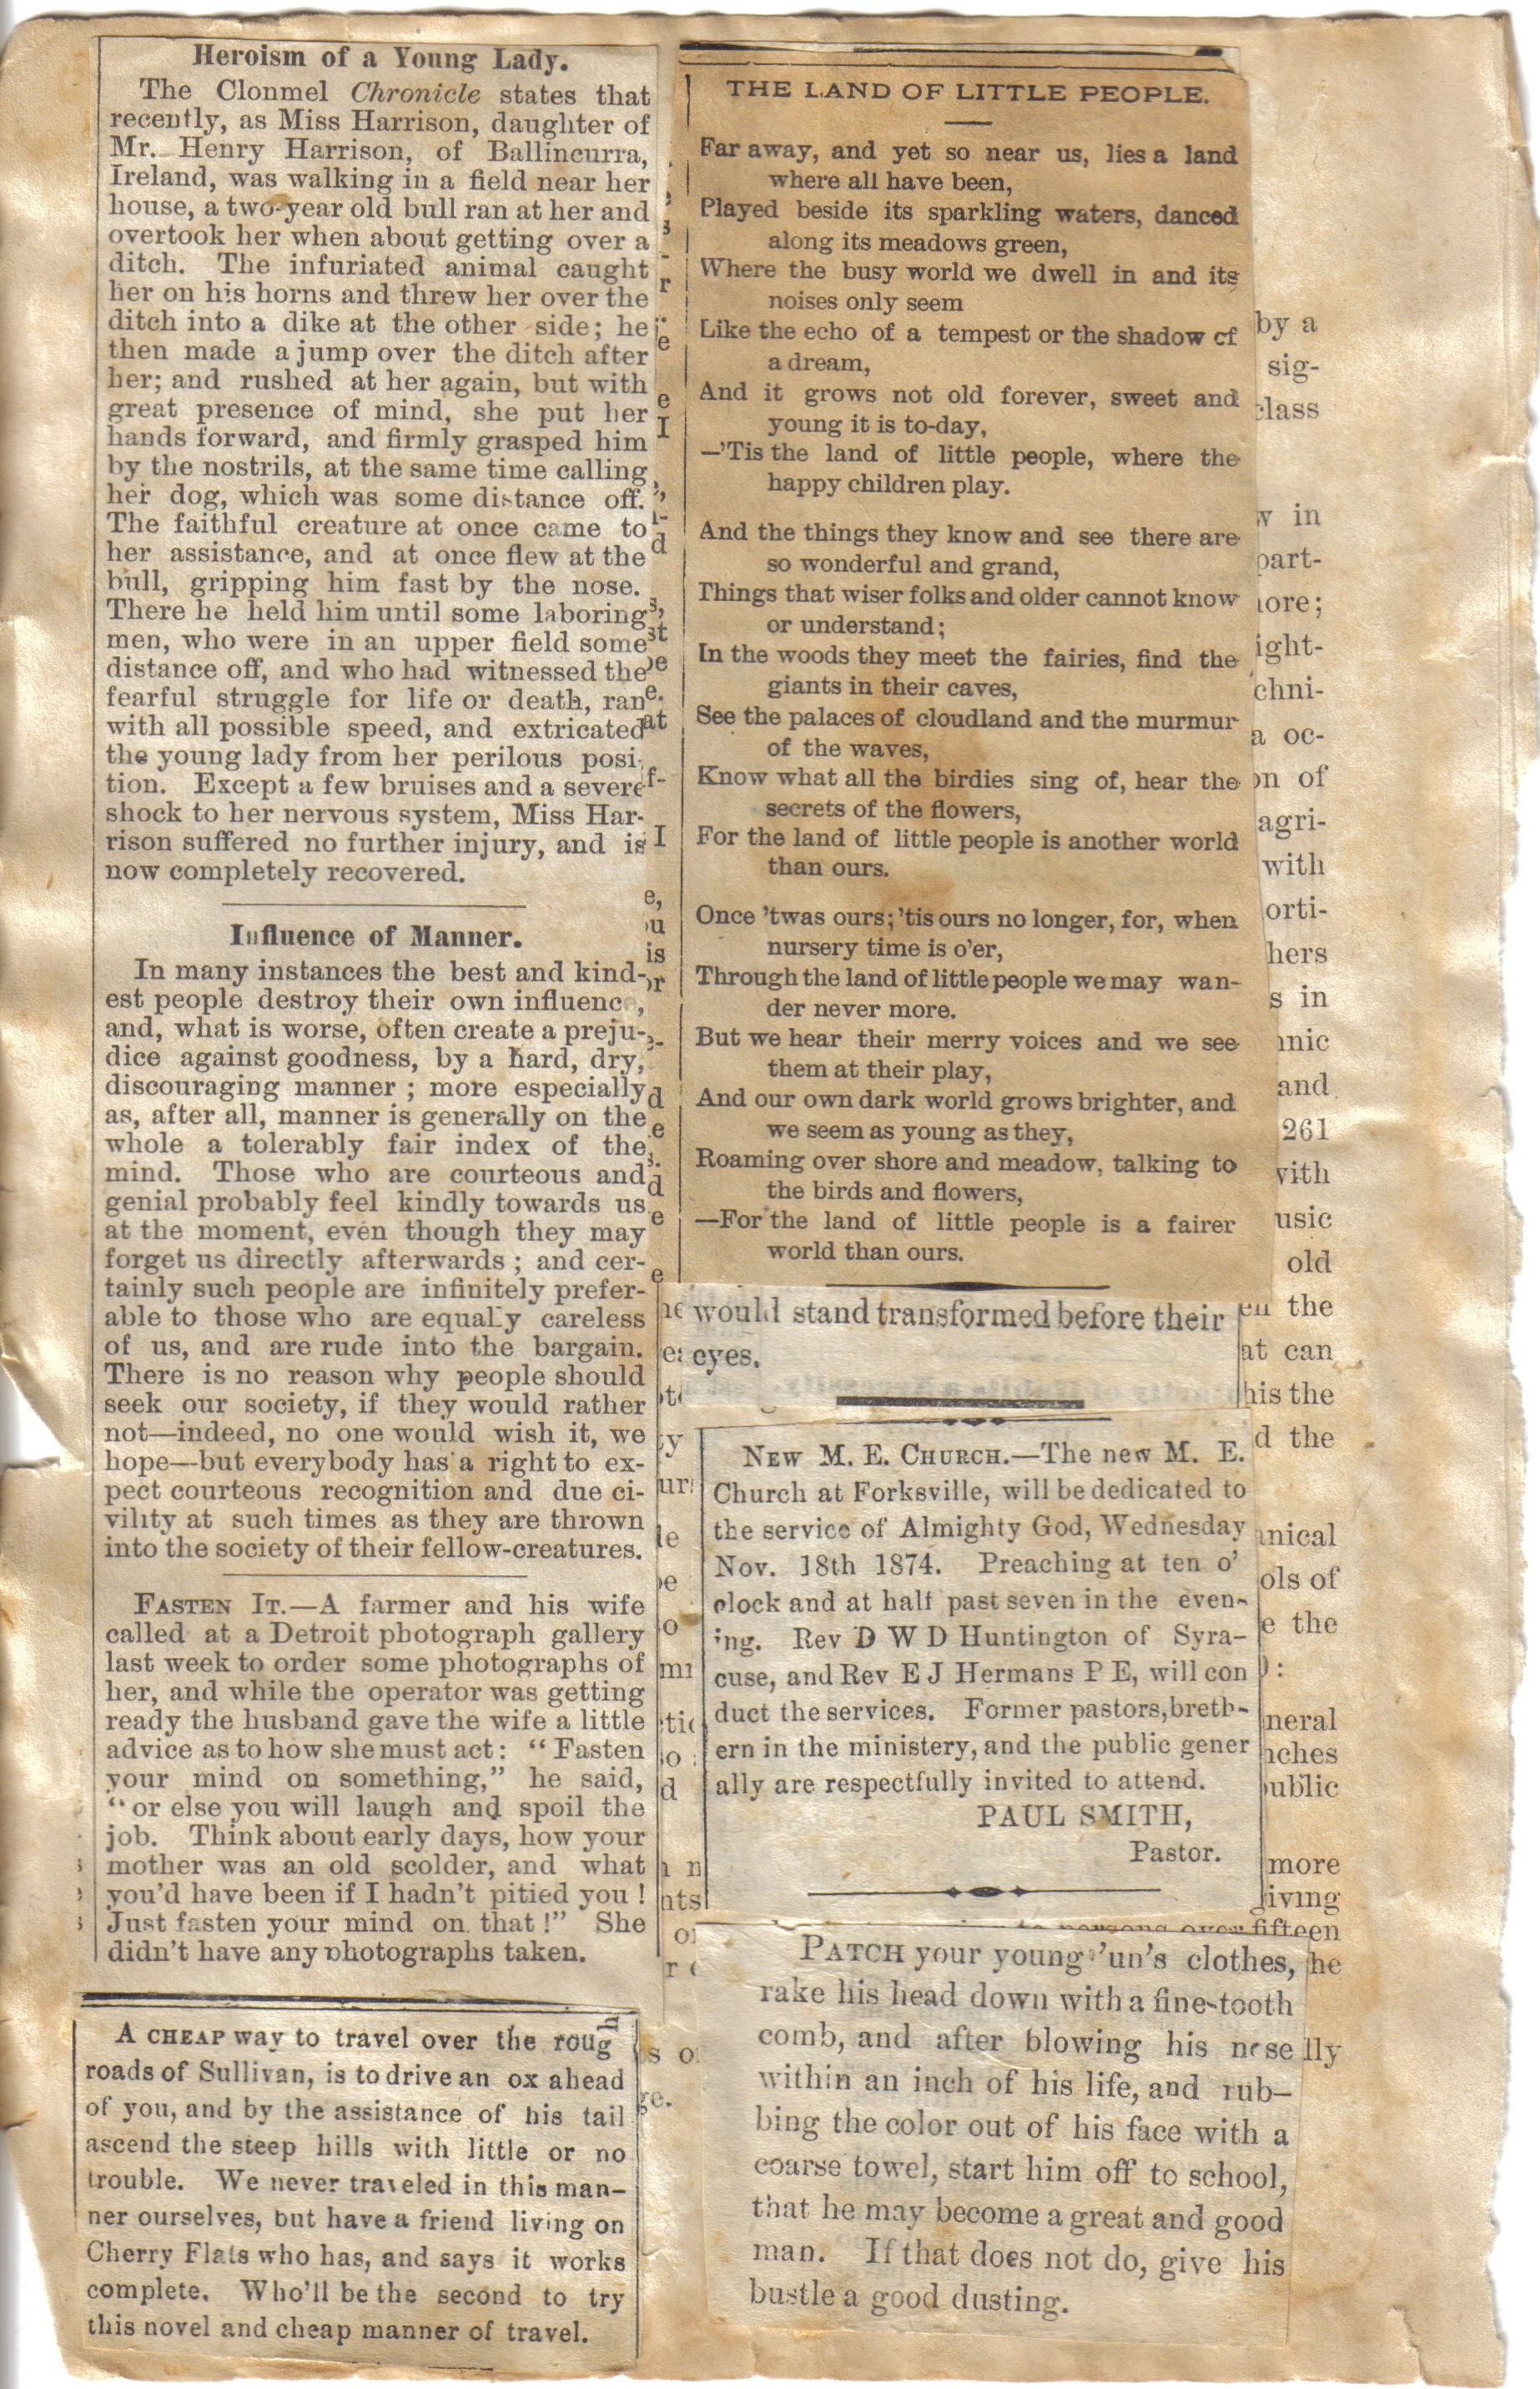 Heroism of a Young Lady.
The Clonmel Chronicle states that
recently, as Miss Harrison, daughter of
Mr. Henry Harrison, of Ballincurra,
Ireland, was walking in a field near her
house, a two-year old bull ran at her and
overtook her when about getting over a
ditch. The infuriated animal caught
her on his horns and threw her over the
ditch into a dike at the other side; he
then made a jump over the ditch after
her; and rushed at her again, but with
great presence of mind, she put her
hands forward, and firmly grasped him
by the nostrils, at the same time calling
her dog, which was some distance off.
The faithful creature at once came to
her assistance, and at once flew at the
bull, gripping him fast by the nose.
There he held him until some laboring
men, who were in an upper field some
distance off, and who had witnessed the
fearful struggle for life or death, ran
with all possible speed, and extricated
the young lady from her perilous posi-
tion. Except a few bruises and a severe
shock to her nervous system, Miss Har-
rison suffered no further injury, and is
now completely recovered.
Influence of Manner.
In many instances the best and kind-
est people destroy their own influence,
and, what is worse, often create a preju-
dice against goodness, by a hard, dry,
discouraging manner ; more especially
as, after all, manner is generally on the
whole a tolerably fair index of the
mind. Those who are courteous and
genial probably feel kindly towards us
at the moment, even though they may
forget us directly afterwards ; and cer-
tainly such people are infinitely prefer-
able to those who are equally careless
of us, and are rude into the bargain.
There is no reason why people should
seek our society, if they would rather
not—indeed, no one would wish it, we
hope—but everybody has a right to ex-
pect courteous recognition and due ci-
vility at such times as they are thrown
into the society of their fellow-creatures.
FASTEN IT.—A farmer and his wife
called at a Detroit photograph gallery
last week to order some photographs of
her, and while the operator was getting
ready the husband gave the wife a little
advice as to how she must act: "Fasten
your mind on something," he said,
"or else you will laugh and spoil the
job. Think about early days, how your
mother was an old scolder, and what
you'd have been if I hadn't pitied you!
Just fasten your mind on that!" She
didn't have any photographs taken.
A CHEAP way to travel over the rough
roads of Sullivan, is to drive an ox ahead
of you, and by the assistance of his tail
ascend the steep hills with little or no
trouble. We never traveled in this man-
ner ourselves, but have a friend living on
Cherry Flats who has, and says it works
complete. Who'll be the second to try
this novel and cheap manner of travel.
THE LAND OF LITTLE PEOPLE.
Far away, and yet so near us, lies a land
where all have been,
Played beside its sparkling waters, danced
along its meadows green,
Where the busy world we dwell in and its
noises only seem
Like the echo of a tempest or the shadow of
a dream,
And it grows not old forever, sweet and
young it is to-day,
—'Tis the land of little people, where the
happy children play.
And the things they know and see there are
so wonderful and grand,
Things that wiser folks and older cannot know
or understand;
In the woods they meet the fairies, find the
giants in their caves,
See the palaces of cloudland and the murmur
of the waves,
Know what all the birdies sing of, hear the
secrets of the flowers,
For the land of little people is another world
than ours.
Once 'twas ours; 'tis ours no longer, for, when
nursery time is o'er,
Through the land of little people we may wan-
der never more.
But we hear their merry voices and we see
them at their play,
And our own dark world grows brighter, and
we seem as young as they,
Roaming over shore and meadow, talking to
the birds and flowers,
—For the land of little people is a fairer
world than ours.
would stand transformed before their
eyes.
NEW M. E. CHURCH.—The new M. E.
Church at Forksville, will be dedicated to
the service of Almighty God, Wednesday
Nov. 18th 1874. Preaching at ten o'
clock and at half past seven in the even-
ing. Rev D W D Huntington of Syra-
cuse, and Rev E J Hermans P E, will con
duct the services. Former pastors, breth-
ern in the ministery, and the public gener
ally are respectfully invited to attend.
PAUL SMITH,
Pastor.
to persons over fifteen
PATCH your young 'un's clothes,
rake his head down with a fine-tooth
comb, and after blowing his nose
within an inch of his life, and rub-
bing the color out of his face with a
coarse towel, start him off to school,
that he may become a great and good
man. If that does not do, give his
bustle a good dusting.
by a
sig-
class
in
part-
ore;
ight-
chni-
a oc-
on of
agri-
with
orti-
hers
s in
nic
and
261
with
usic
old
the
at can
his the
d the
nical
ols of
e the
neral
nches
public
more
iving
he
lly